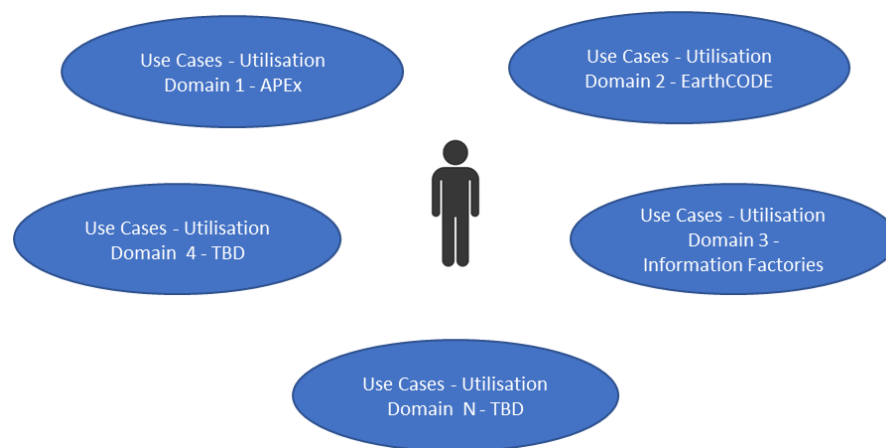 Use Cases - Utilisation
Domain 1 - APEx
Use Cases - Utilisation
Domain 2 - EarthCODE
Use Cases - Utilisation
Domain  4 - TBD
Use Cases - Utilisation
Domain 3 -
Information Factories
Use Cases - Utilisation
Domain  N - TBD